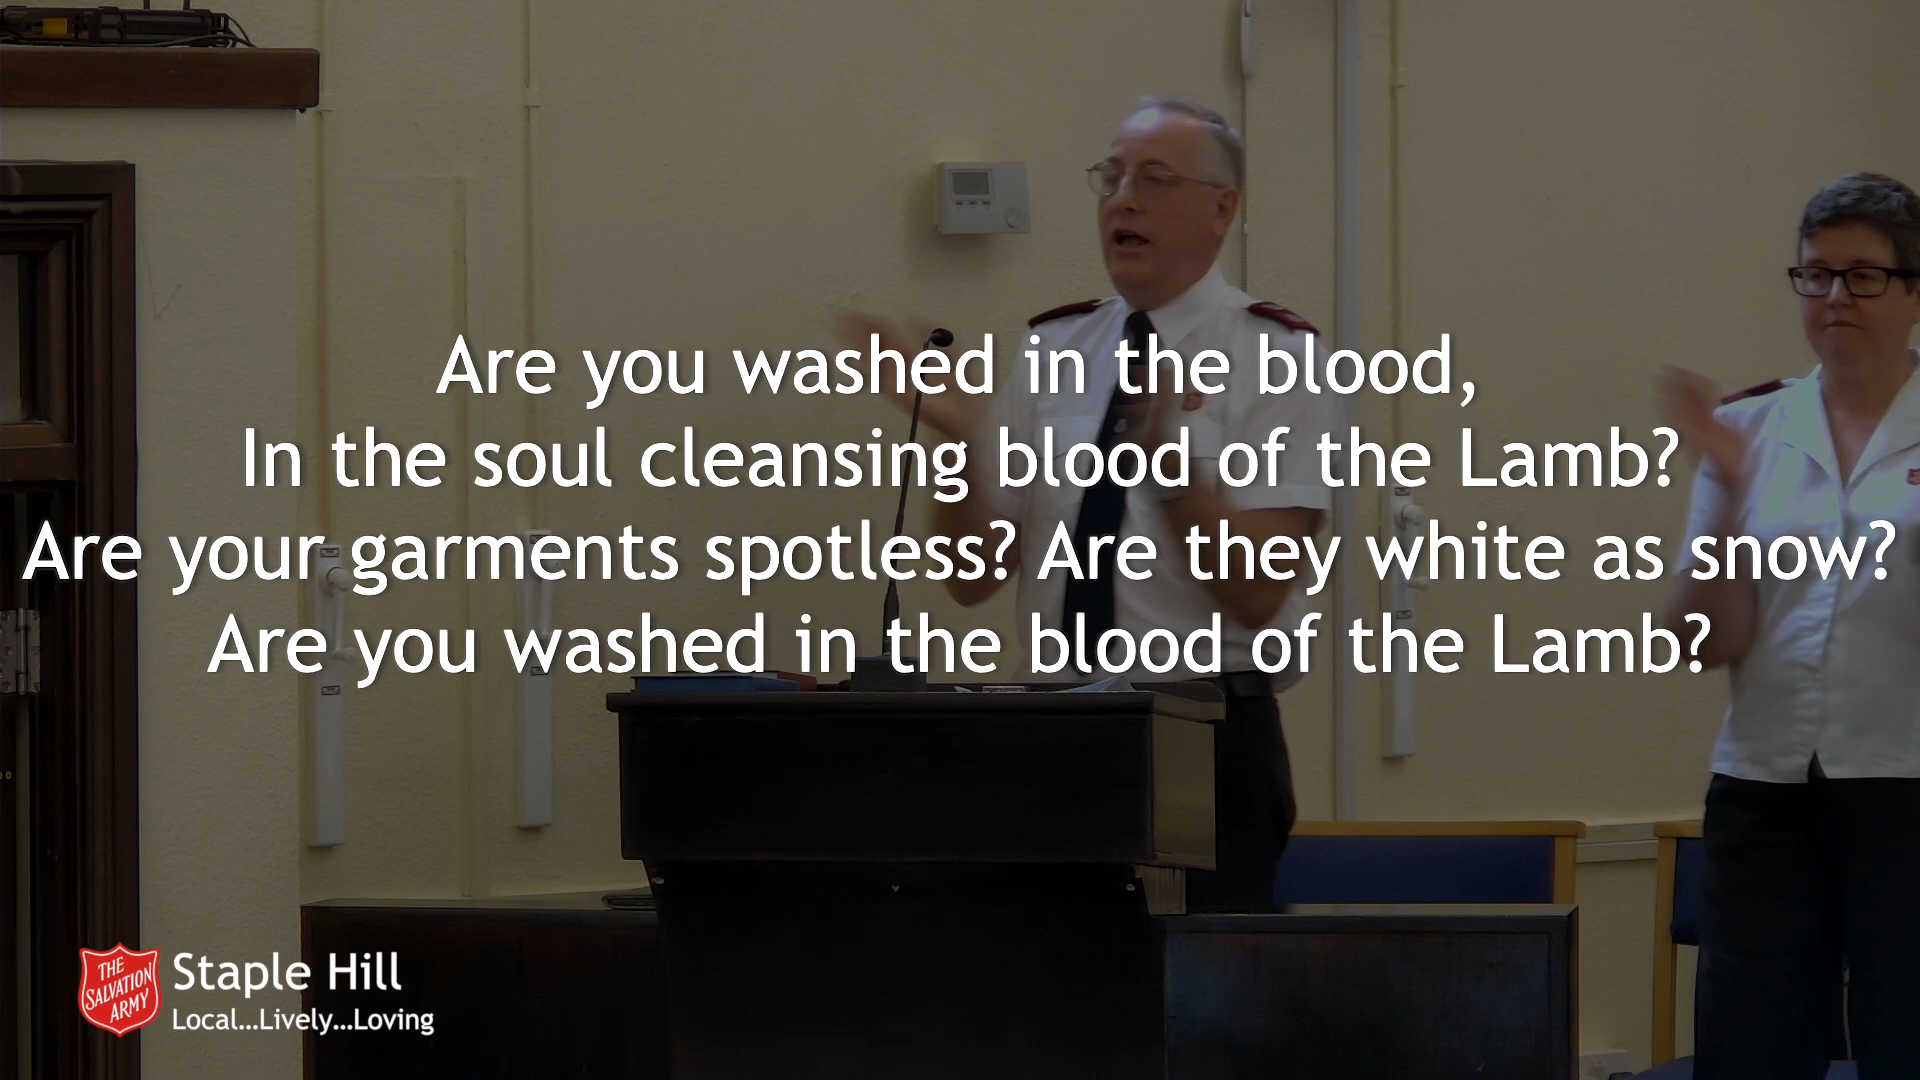 Are you washed in the blood,
In the soul cleansing blood of the Lamb?
Are your garments spotless? Are they white as snow?
Are you washed in the blood of the Lamb?
THE
SALVATION
ARMY
Staple Hill
Local...Lively...Loving